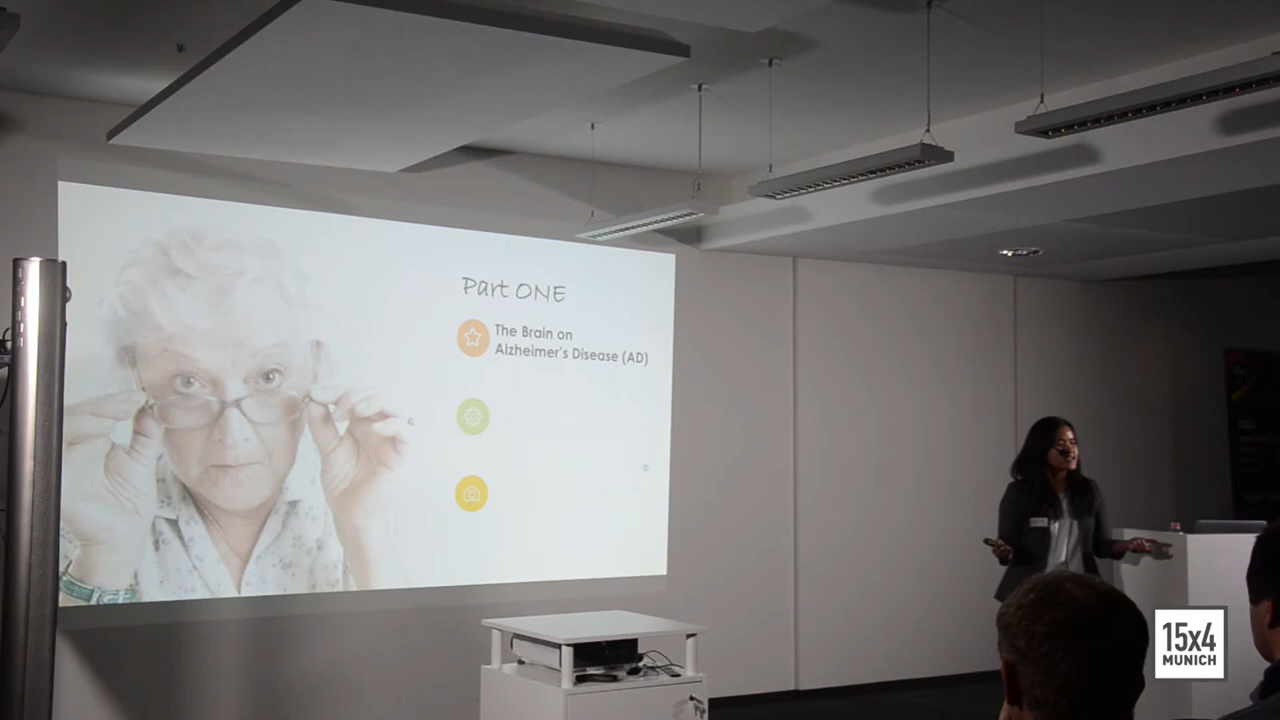 Part ONE
The Brain on
Alzheimer's Disease (AD)
15x4
MUNICH